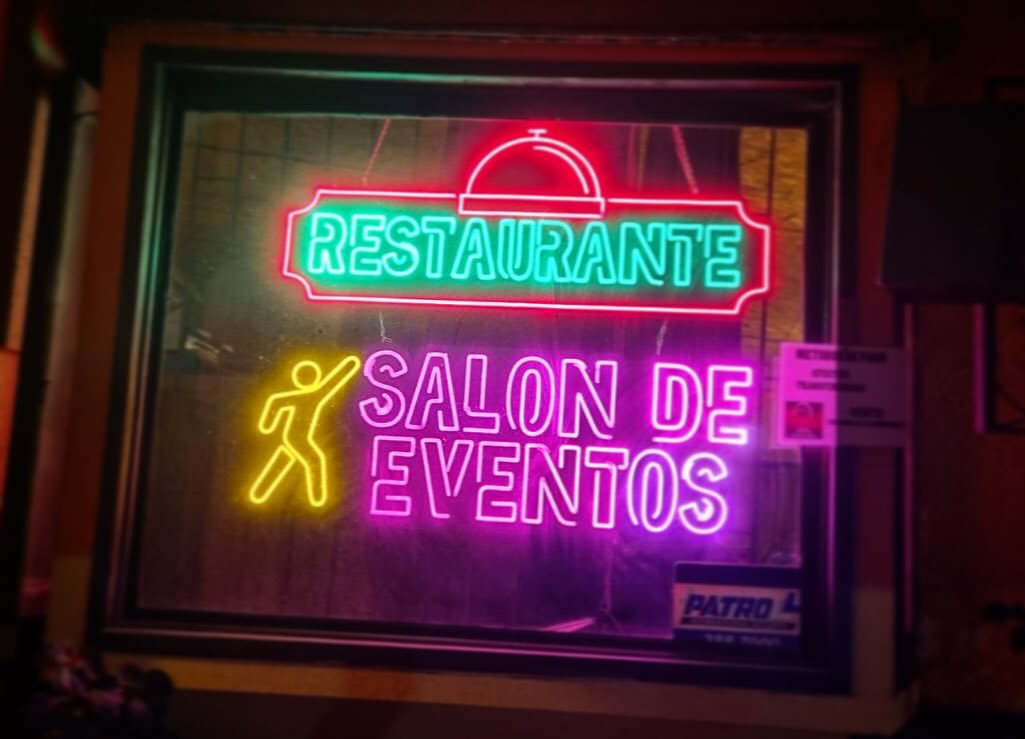 RESTAURANTE
SALON DE
EVENTOS
PATRO L